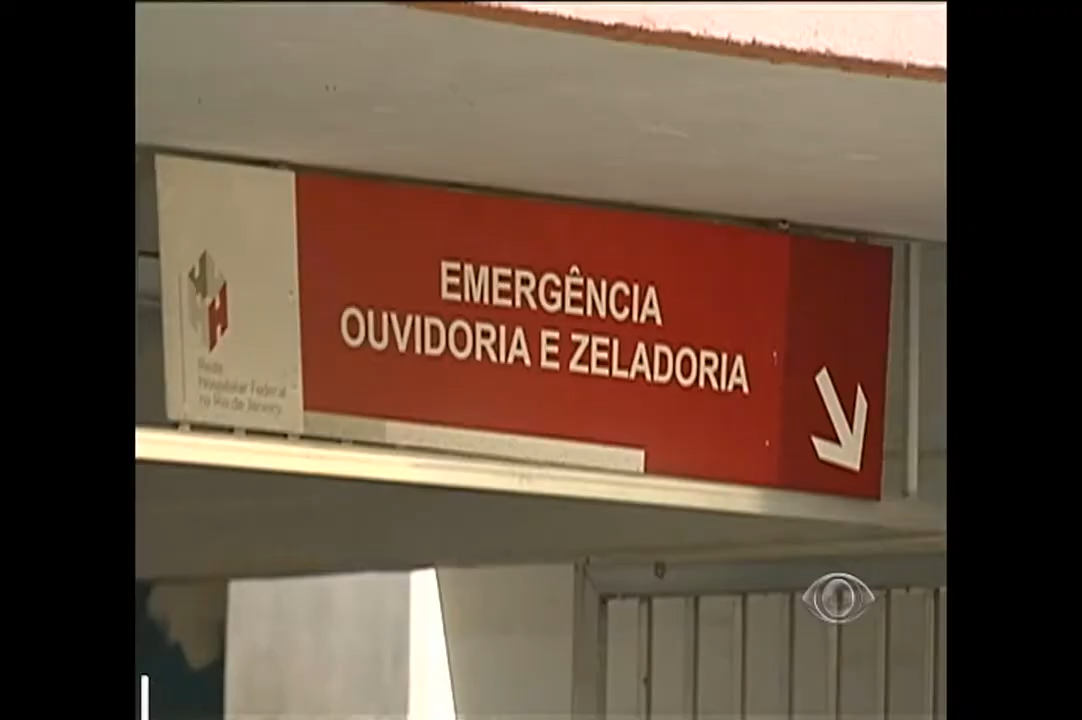 EMERGÊNCIA
OUVIDORIA E ZELADORIA
Rede
Hospitalar Federal
no Rio de Janeiro